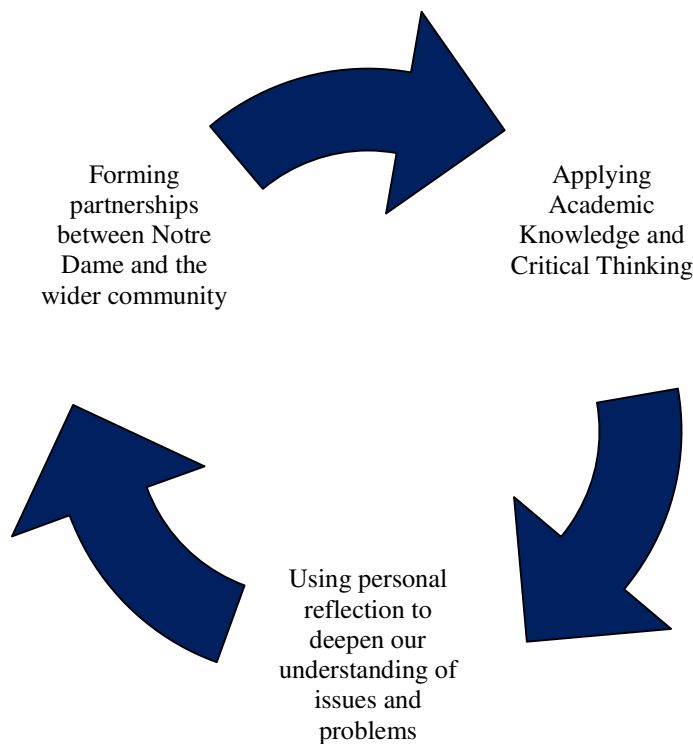 Forming
partnerships
between Notre
Dame and the
wider community
Applying
Academic
Knowledge and
Critical Thinking
Using personal
reflection to
deepen our
understanding of
issues and
problems